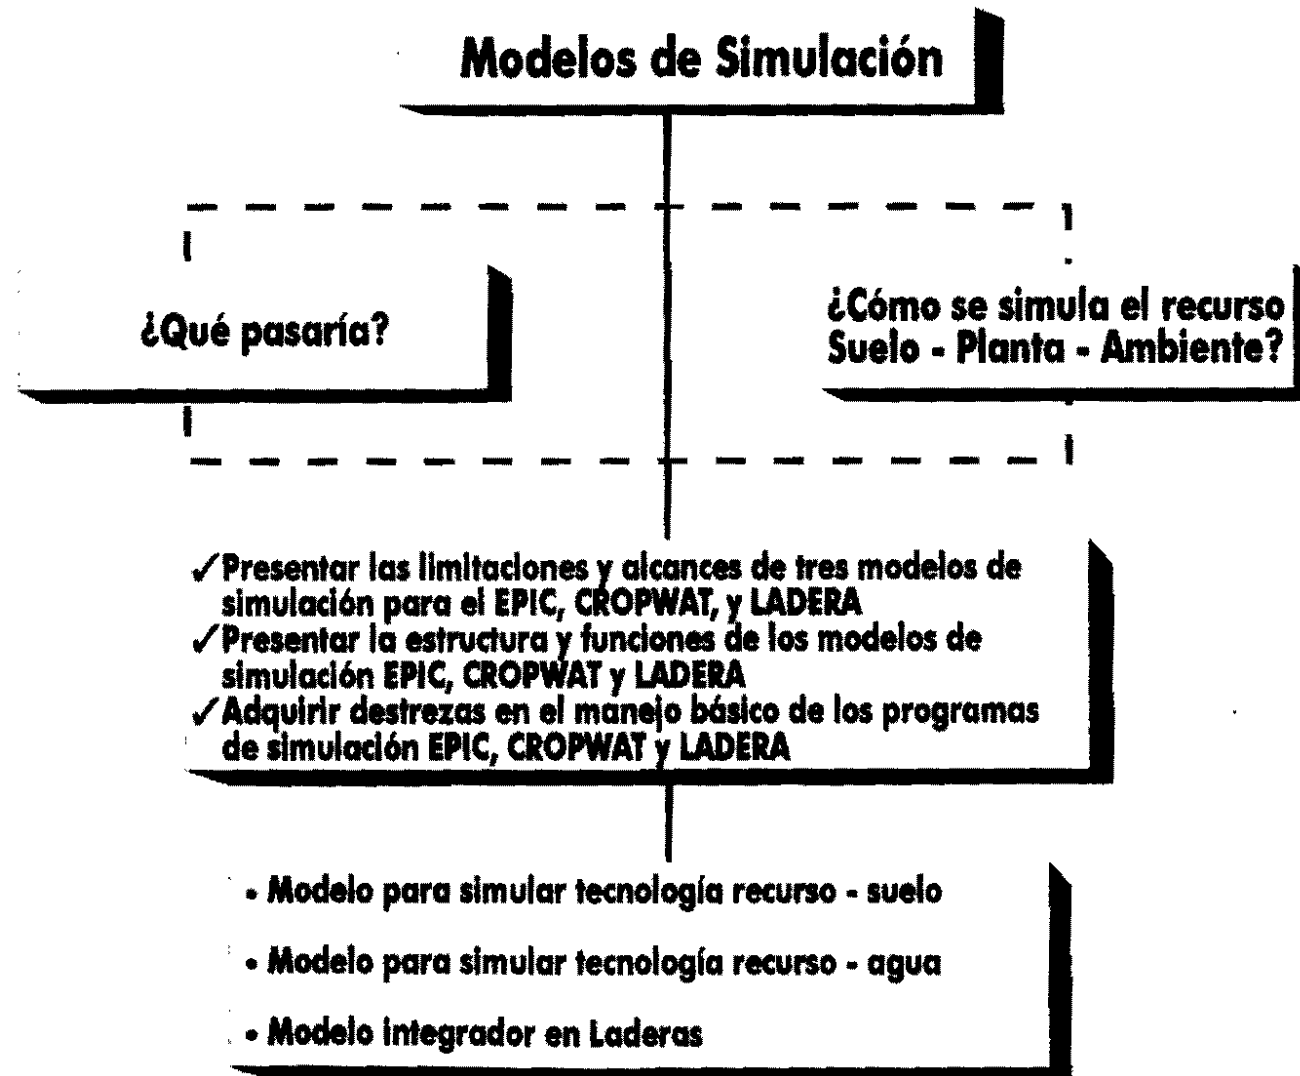 Modelos de Simulación
¿Qué pasaría?
¿Cómo se simula el recurso
Suelo - Planta - Ambiente?
✓Presentar las limitaciones y alcances de tres modelos de
simulación para el EPIC, CROPWAT, y LADERA
✓Presentar la estructura y funciones de los modelos de
simulación EPIC, CROPWAT y LADERA
✓Adquirir destrezas en el manejo básico de los programas
de simulación EPIC, CROPWAT y LADERA
• Modelo para simular tecnología recurso - suelo
• Modelo para simular tecnología recurso - agua
• Modelo integrador en Laderas